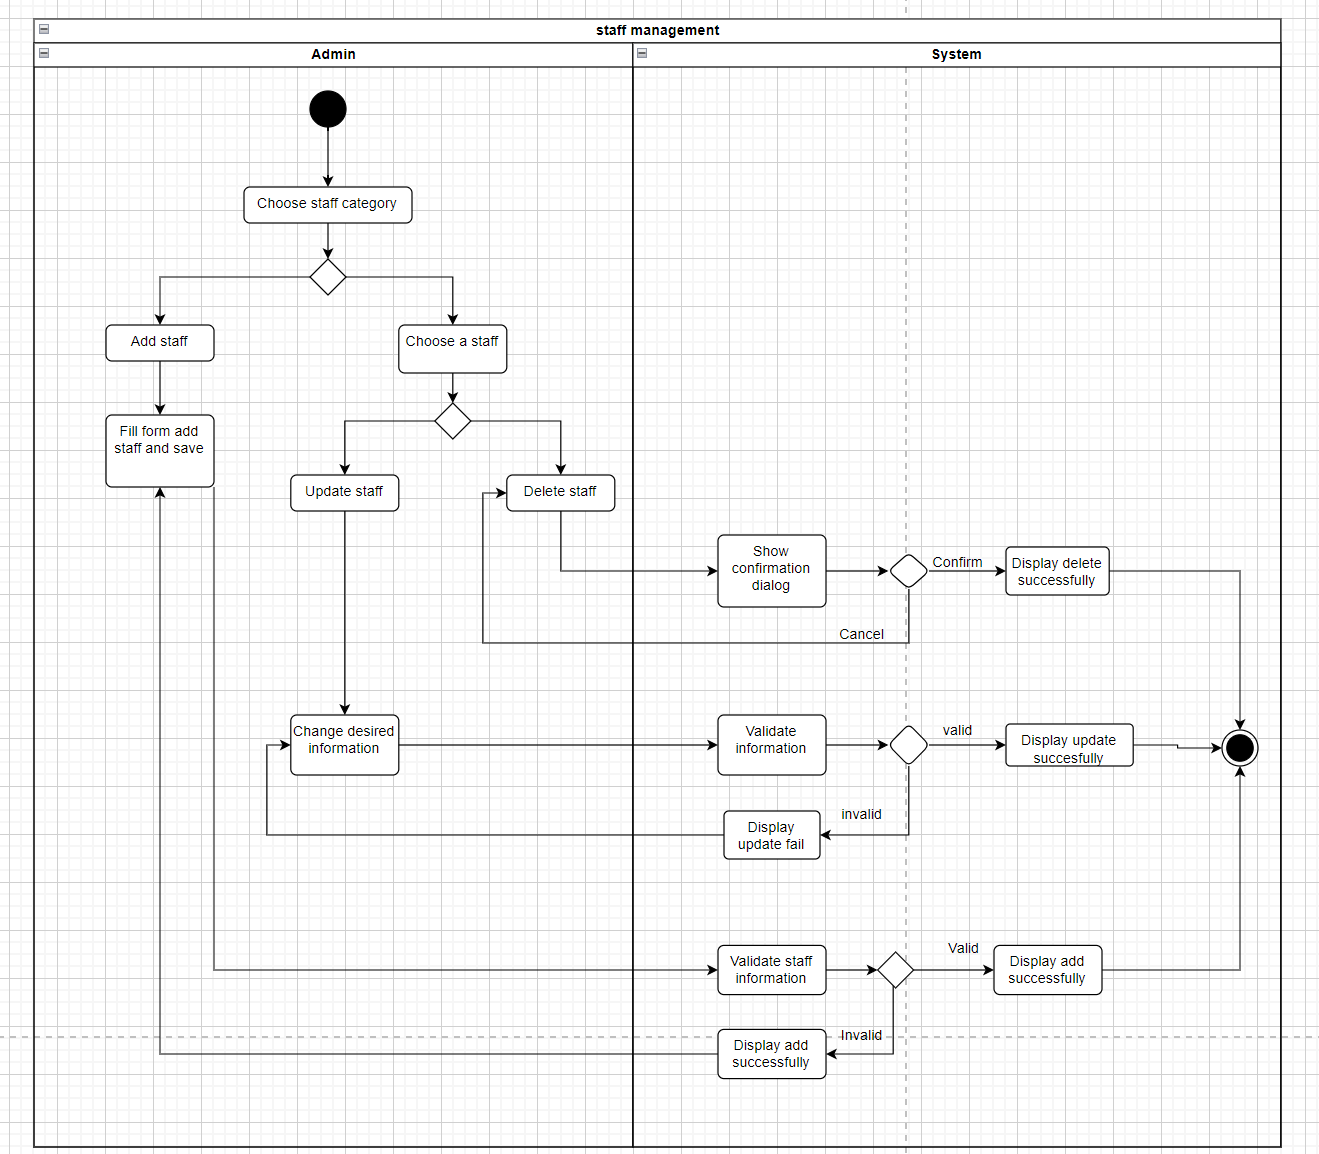 staff management
Admin
System
Choose staff category
Add staff
Choose a staff
Fill form add
staff and save
Update staff
Delete staff
Show
confirmation
dialog
Confirm
Display delete
successfully
Cancel
Change desired
information
Validate
information
valid
Display update
succesfully
invalid
Display
update fail
Validate staff
information
Valid
Display add
successfully
Invalid
Display add
successfully